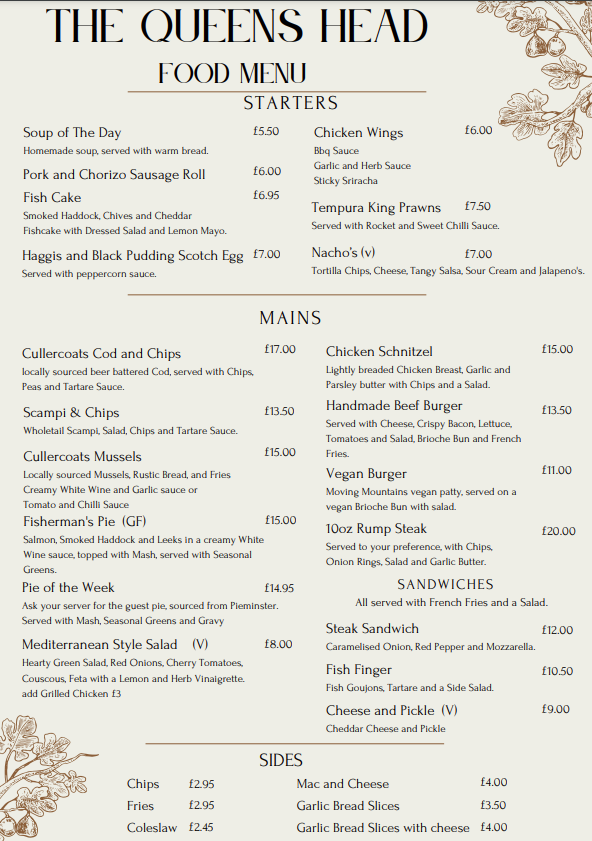 THE QUEENS HEAD
FOOD MENU
STARTERS
Soup of The Day £5.50
Homemade soup, served with warm bread.
Pork and Chorizo Sausage Roll £6.00
Fish Cake £6.95
Smoked Haddock, Chives and Cheddar
Fishcake with Dressed Salad and Lemon Mayo.
Haggis and Black Pudding Scotch Egg £7.00
Served with peppercorn sauce.
Chicken Wings £6.00
Bbq Sauce
Garlic and Herb Sauce
Sticky Sriracha
Tempura King Prawns £7.50
Served with Rocket and Sweet Chilli Sauce.
Nacho's (v) £7.00
Tortilla Chips, Cheese, Tangy Salsa, Sour Cream and Jalapeno's.
MAINS
Cullercoats Cod and Chips £17.00
locally sourced beer battered Cod, served with Chips,
Peas and Tartare Sauce.
Scampi & Chips £13.50
Wholetail Scampi, Salad, Chips and Tartare Sauce.
Cullercoats Mussels £15.00
Locally sourced Mussels, Rustic Bread, and Fries
Creamy White Wine and Garlic sauce or
Tomato and Chilli Sauce
Fisherman's Pie (GF) £15.00
Salmon, Smoked Haddock and Leeks in a creamy White
Wine sauce, topped with Mash, served with Seasonal
Greens.
Pie of the Week £14.95
Ask your server for the guest pie, sourced from Pieminster.
Served with Mash, Seasonal Greens and Gravy
Mediterranean Style Salad (V) £8.00
Hearty Green Salad, Red Onions, Cherry Tomatoes,
Couscous, Feta with a Lemon and Herb Vinaigrette.
add Grilled Chicken £3
Chicken Schnitzel £15.00
Lightly breaded Chicken Breast, Garlic and
Parsley butter with Chips and a Salad.
Handmade Beef Burger £13.50
Served with Cheese, Crispy Bacon, Lettuce,
Tomatoes and Salad, Brioche Bun and French
Fries.
Vegan Burger £11.00
Moving Mountains vegan patty, served on a
vegan Brioche Bun with salad.
10oz Rump Steak £20.00
Served to your preference, with Chips,
Onion Rings, Salad and Garlic Butter.
SANDWICHES
All served with French Fries and a Salad.
Steak Sandwich £12.00
Caramelised Onion, Red Pepper and Mozzarella.
Fish Finger £10.50
Fish Goujons, Tartare and a Side Salad.
Cheese and Pickle (V) £9.00
Cheddar Cheese and Pickle
SIDES
Chips £2.95
Fries £2.95
Coleslaw £2.45
Mac and Cheese £4.00
Garlic Bread Slices £3.50
Garlic Bread Slices with cheese £4.00